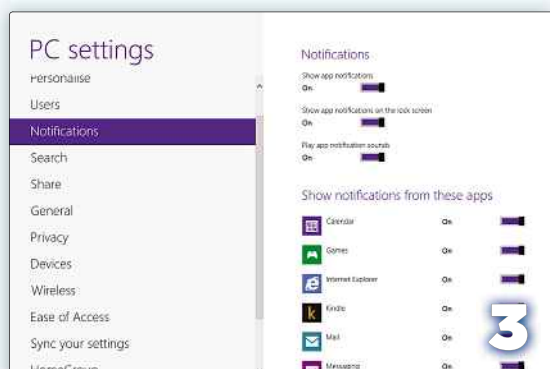 PC settings
Personalise
Users
Notifications
Search
Share
General
Privacy
Devices
Wireless
Ease of Access
Sync your settings
HomeGroup
Notifications
Show app notifications
On
Show app notifications on the lock screen
On
Play app notification sounds
On
Show notifications from these apps
Calendar On
Games On
Internet Explorer On
Kindle On
Mail On
Messaging On
3